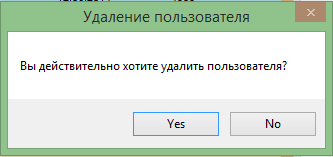 Удаление пользователя
Вы действительно хотите удалить пользователя?
Yes
No